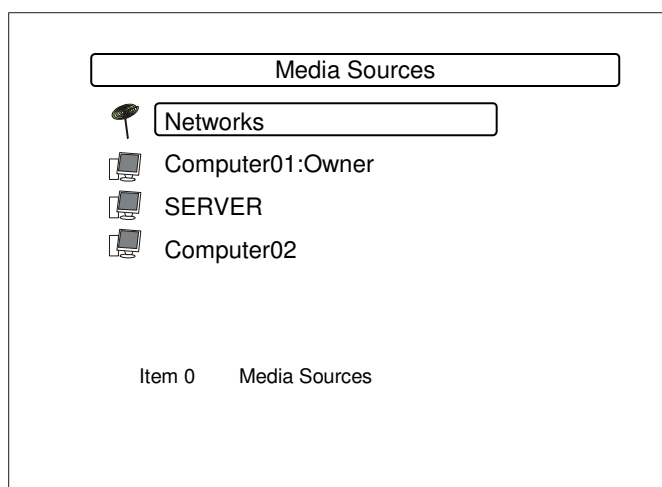 Media Sources
Networks
Computer01:Owner
SERVER
Computer02
Item 0 Media Sources